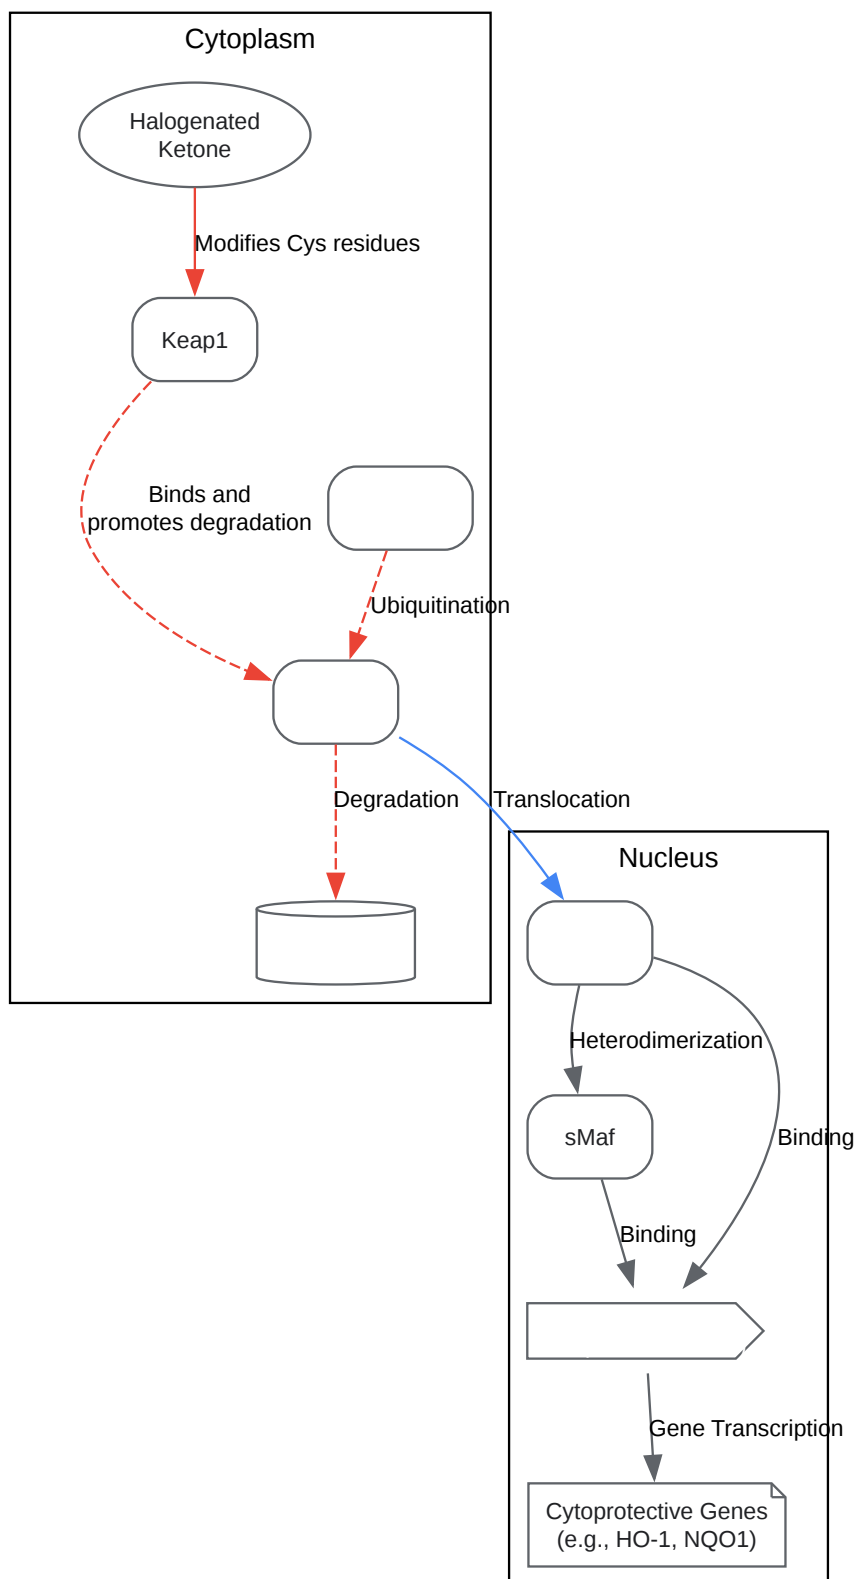 Cytoplasm
Halogenated
Ketone
Modifies Cys residues
Keap1
Binds and
promotes degradation
Ubiquitination
Degradation
Translocation
Nucleus
Heterodimerization
sMaf
Binding
Binding
Gene Transcription
Cytoprotective Genes
(e.g., HO-1, NQO1)